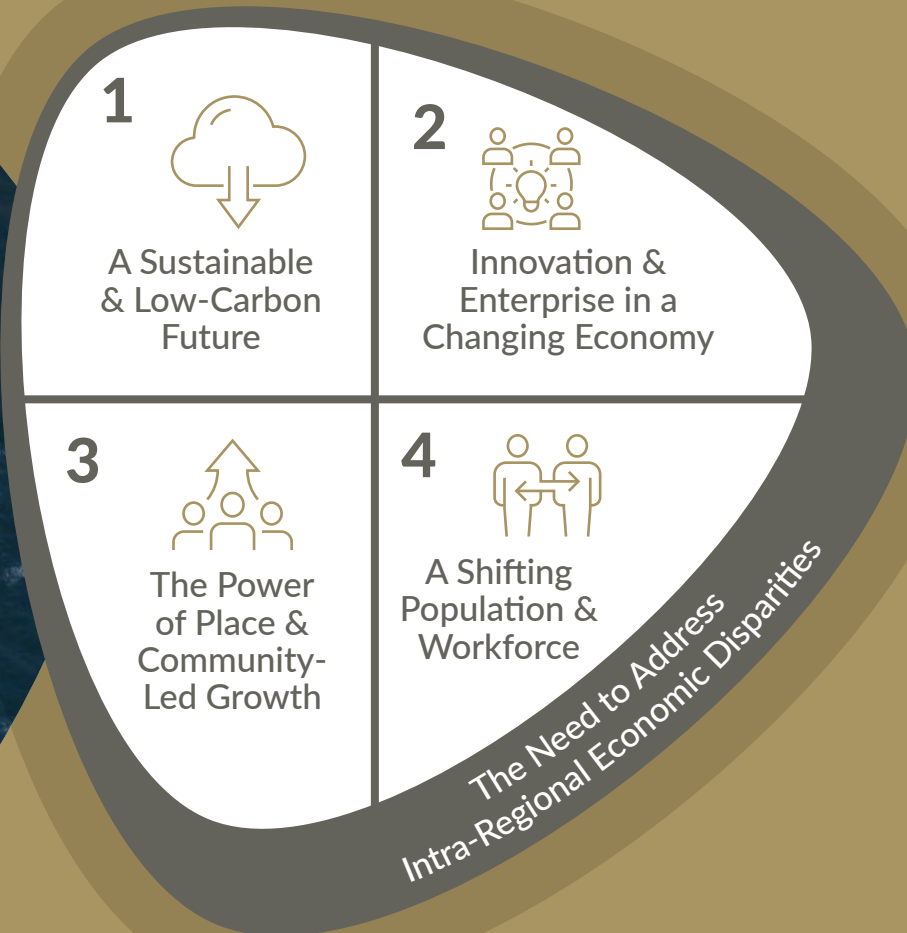 1
A Sustainable
& Low-Carbon
Future
2
Innovation &
Enterprise in a
Changing Economy
3
The Power
of Place &
Community-
Led Growth
4
A Shifting
Population &
Workforce
The Need to Address
Intra-Regional Economic Disparities